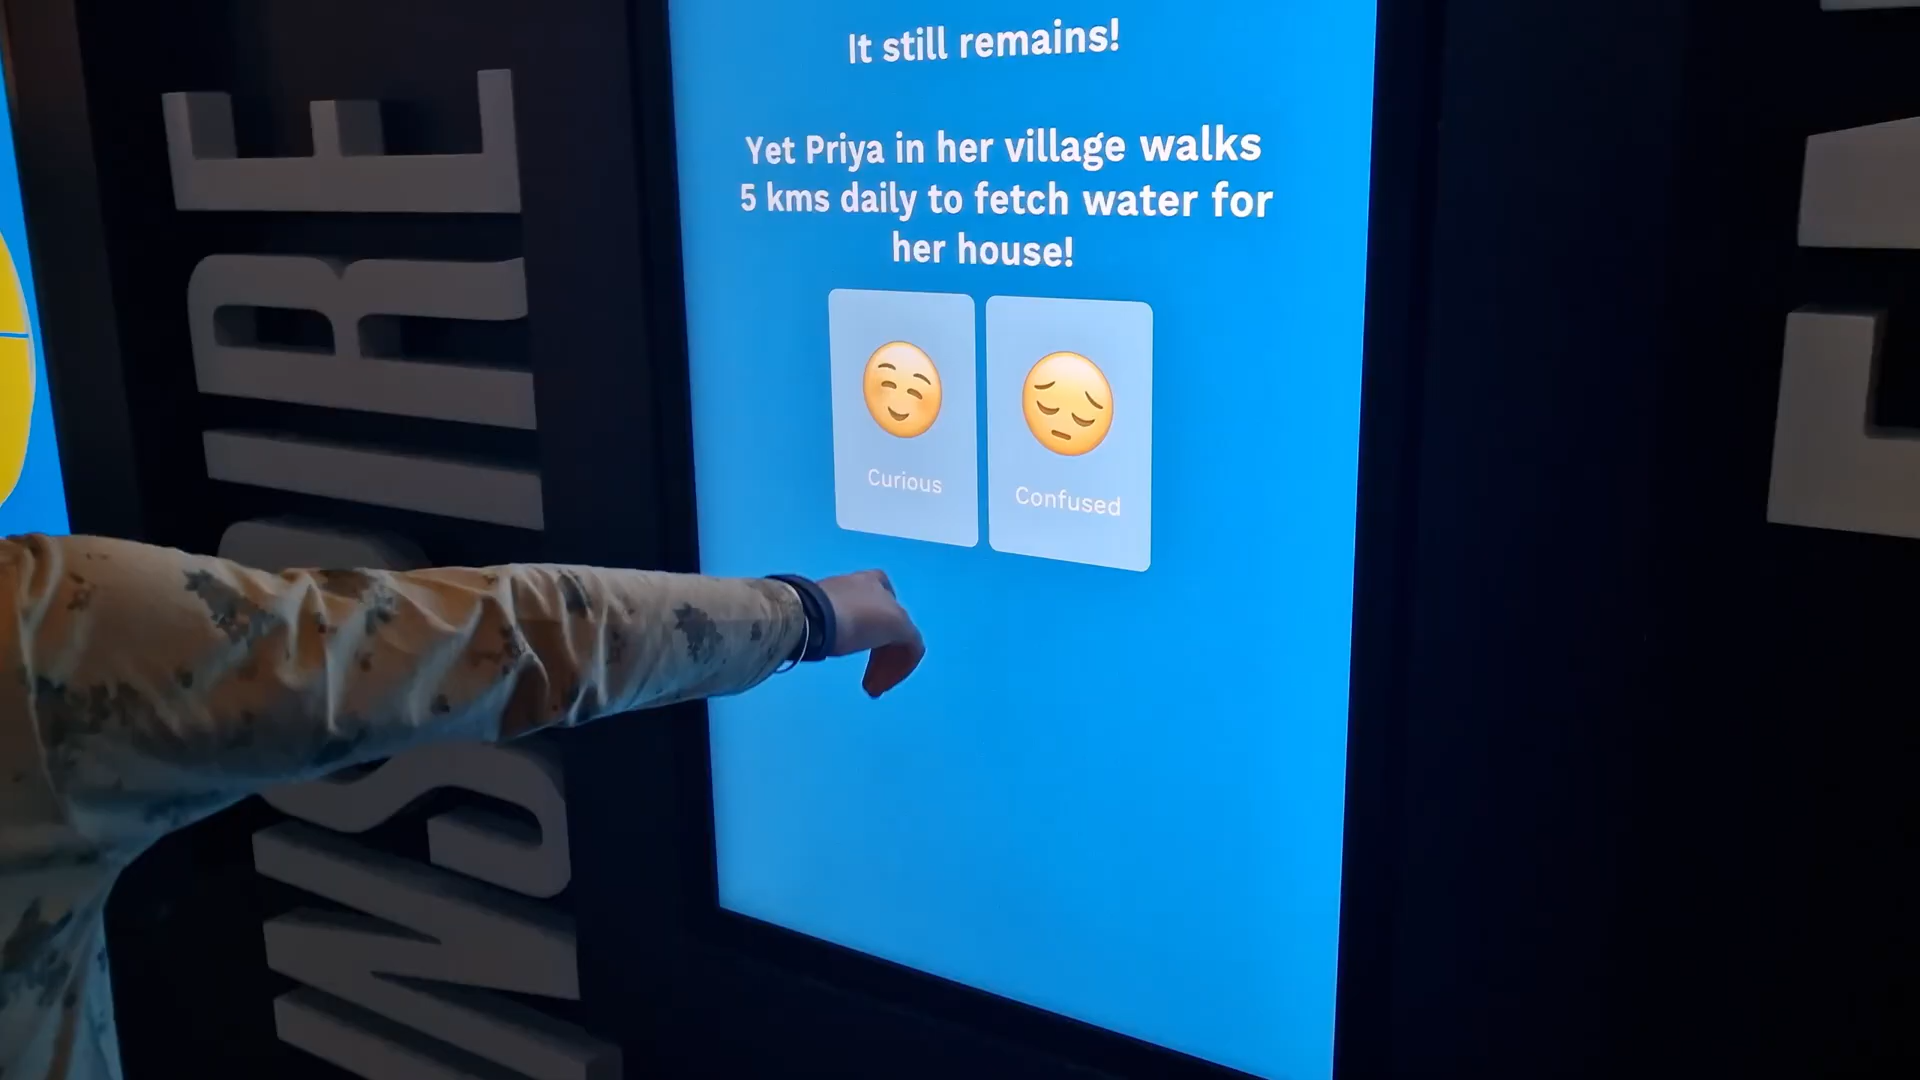 It still remains!
Yet Priya in her village walks
5 kms daily to fetch water for
her house!
Curious
Confused